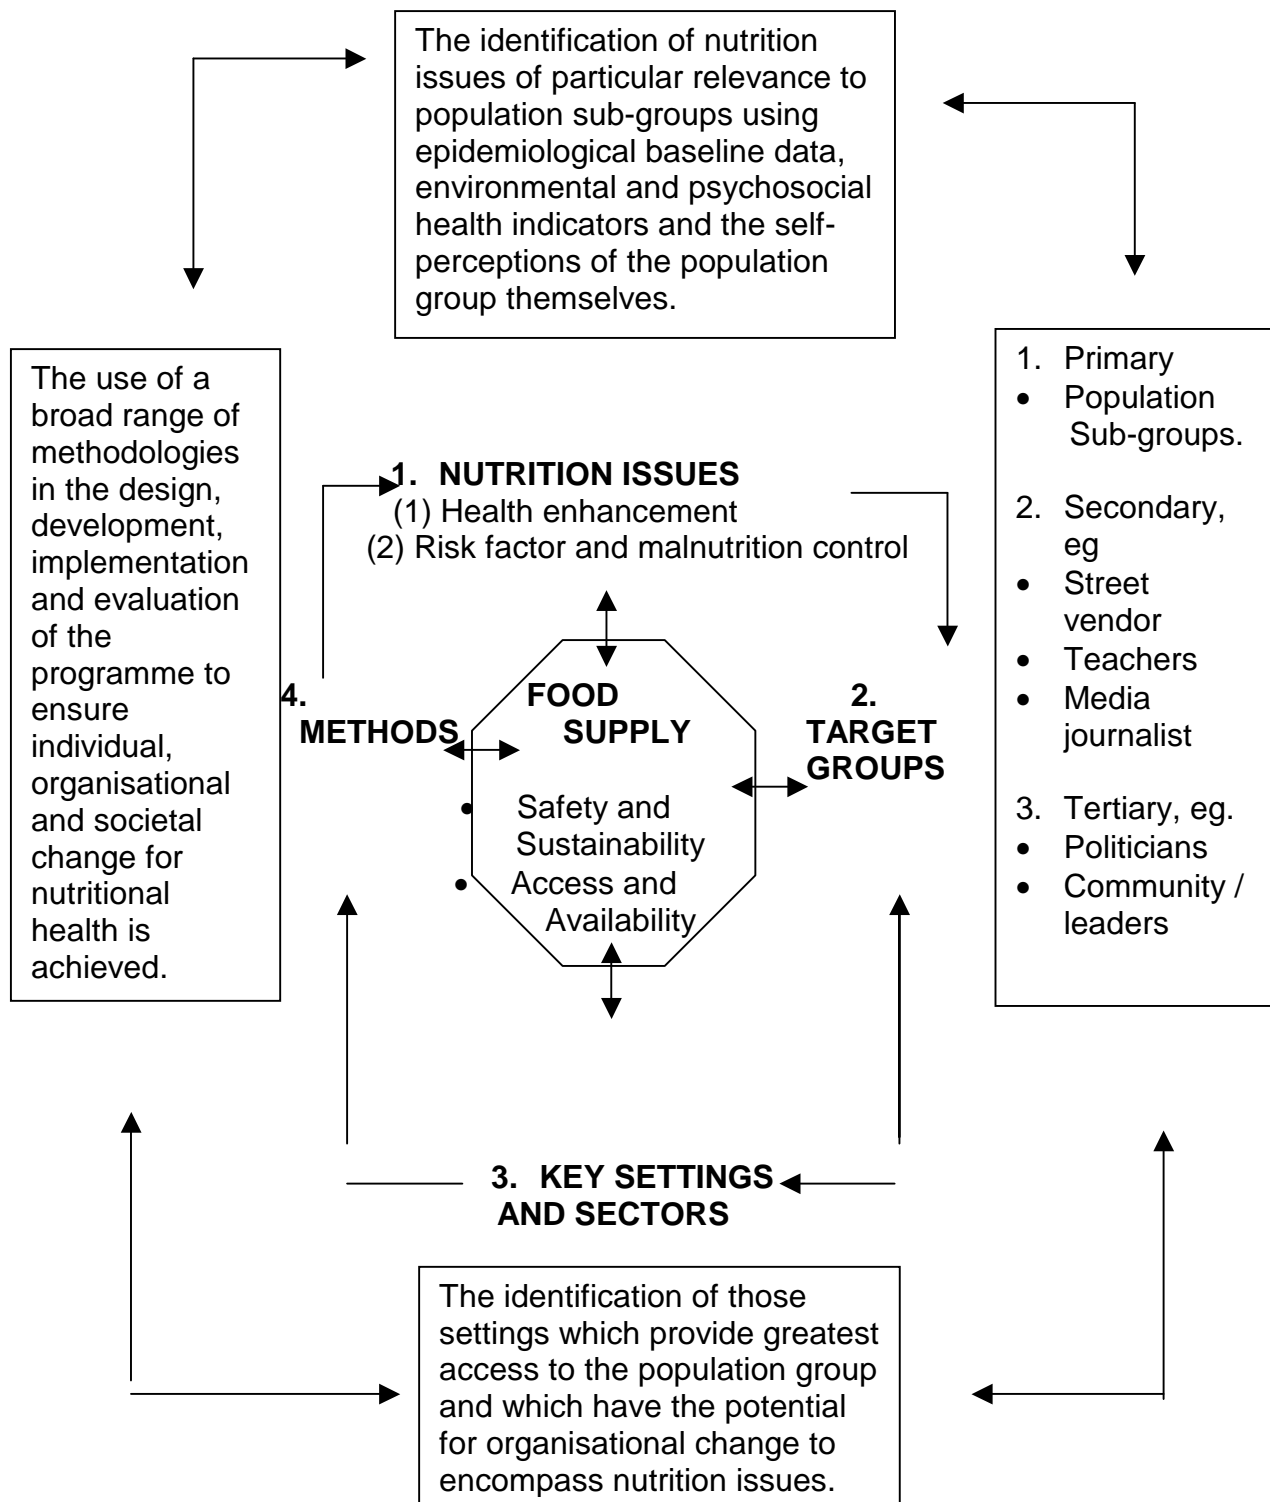 The identification of nutrition
issues of particular relevance to
population sub-groups using
epidemiological baseline data,
environmental and psychosocial
health indicators and the self-
perceptions of the population
group themselves.
The use of a
broad range of
methodologies
in the design,
development,
implementation
and evaluation
of the
programme to
ensure
individual,
organisational
and societal
change for
nutritional
health is
achieved.
1. NUTRITION ISSUES
(1) Health enhancement
(2) Risk factor and malnutrition control
4.
METHODS
FOOD
SUPPLY
• Safety and
Sustainability
• Access and
Availability
2.
TARGET
GROUPS
1. Primary
• Population
Sub-groups.
2. Secondary,
eg
• Street
vendor
• Teachers
• Media
journalist
3. Tertiary, eg.
• Politicians
• Community /
leaders
3. KEY SETTINGS
AND SECTORS
The identification of those
settings which provide greatest
access to the population group
and which have the potential
for organisational change to
encompass nutrition issues.